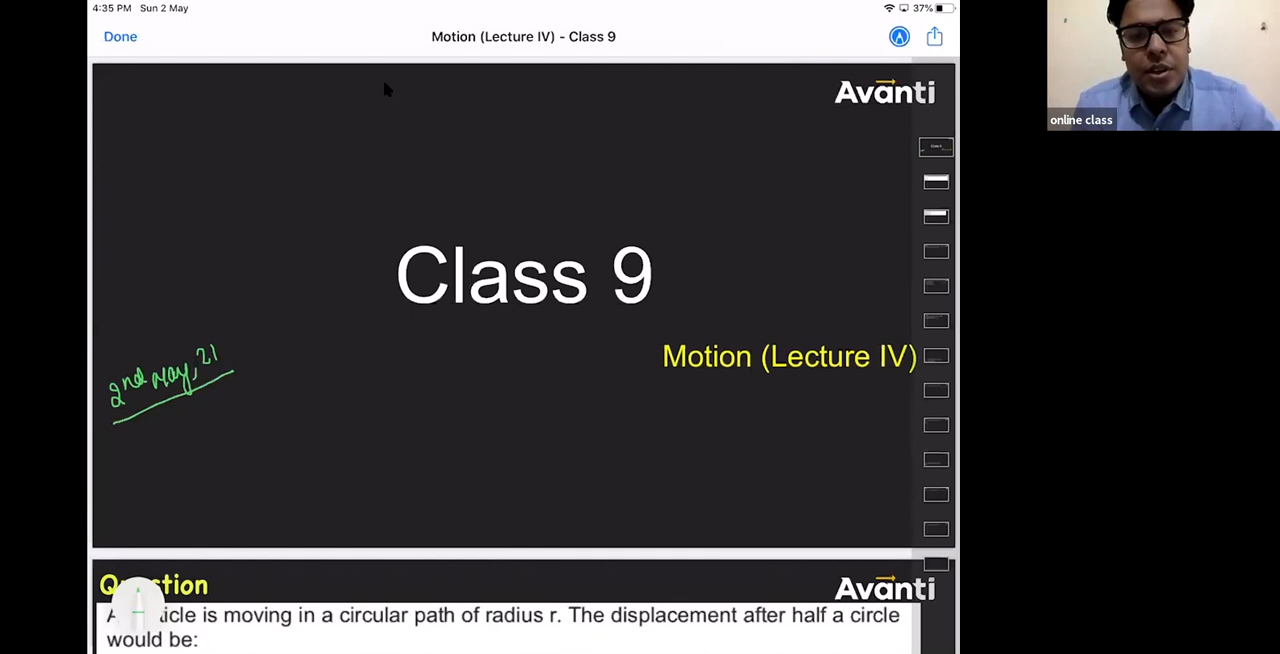 4:35 PM Sun 2 May
37%
Done
Motion (Lecture IV) - Class 9
Avanti
online class
Class 9
Motion (Lecture IV)
2nd May, 21
Question
Avanti
is moving in a circular path of radius r. The displacement after half a circle
would be: